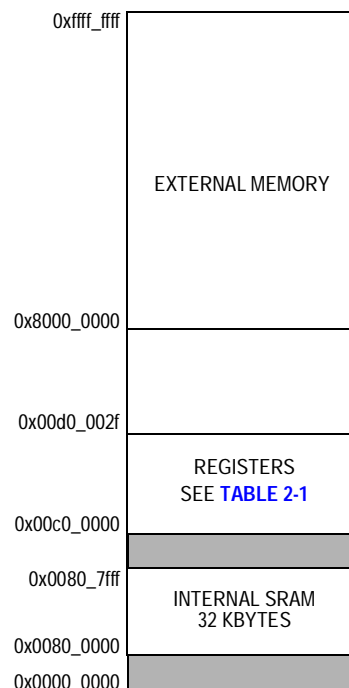 0xffff_ffff
EXTERNAL MEMORY
0x8000_0000
0x00d0_002f
REGISTERS
SEE TABLE 2-1
0x00c0_0000
0x0080_7fff
INTERNAL SRAM
32 KBYTES
0x0080_0000
0x0000_0000